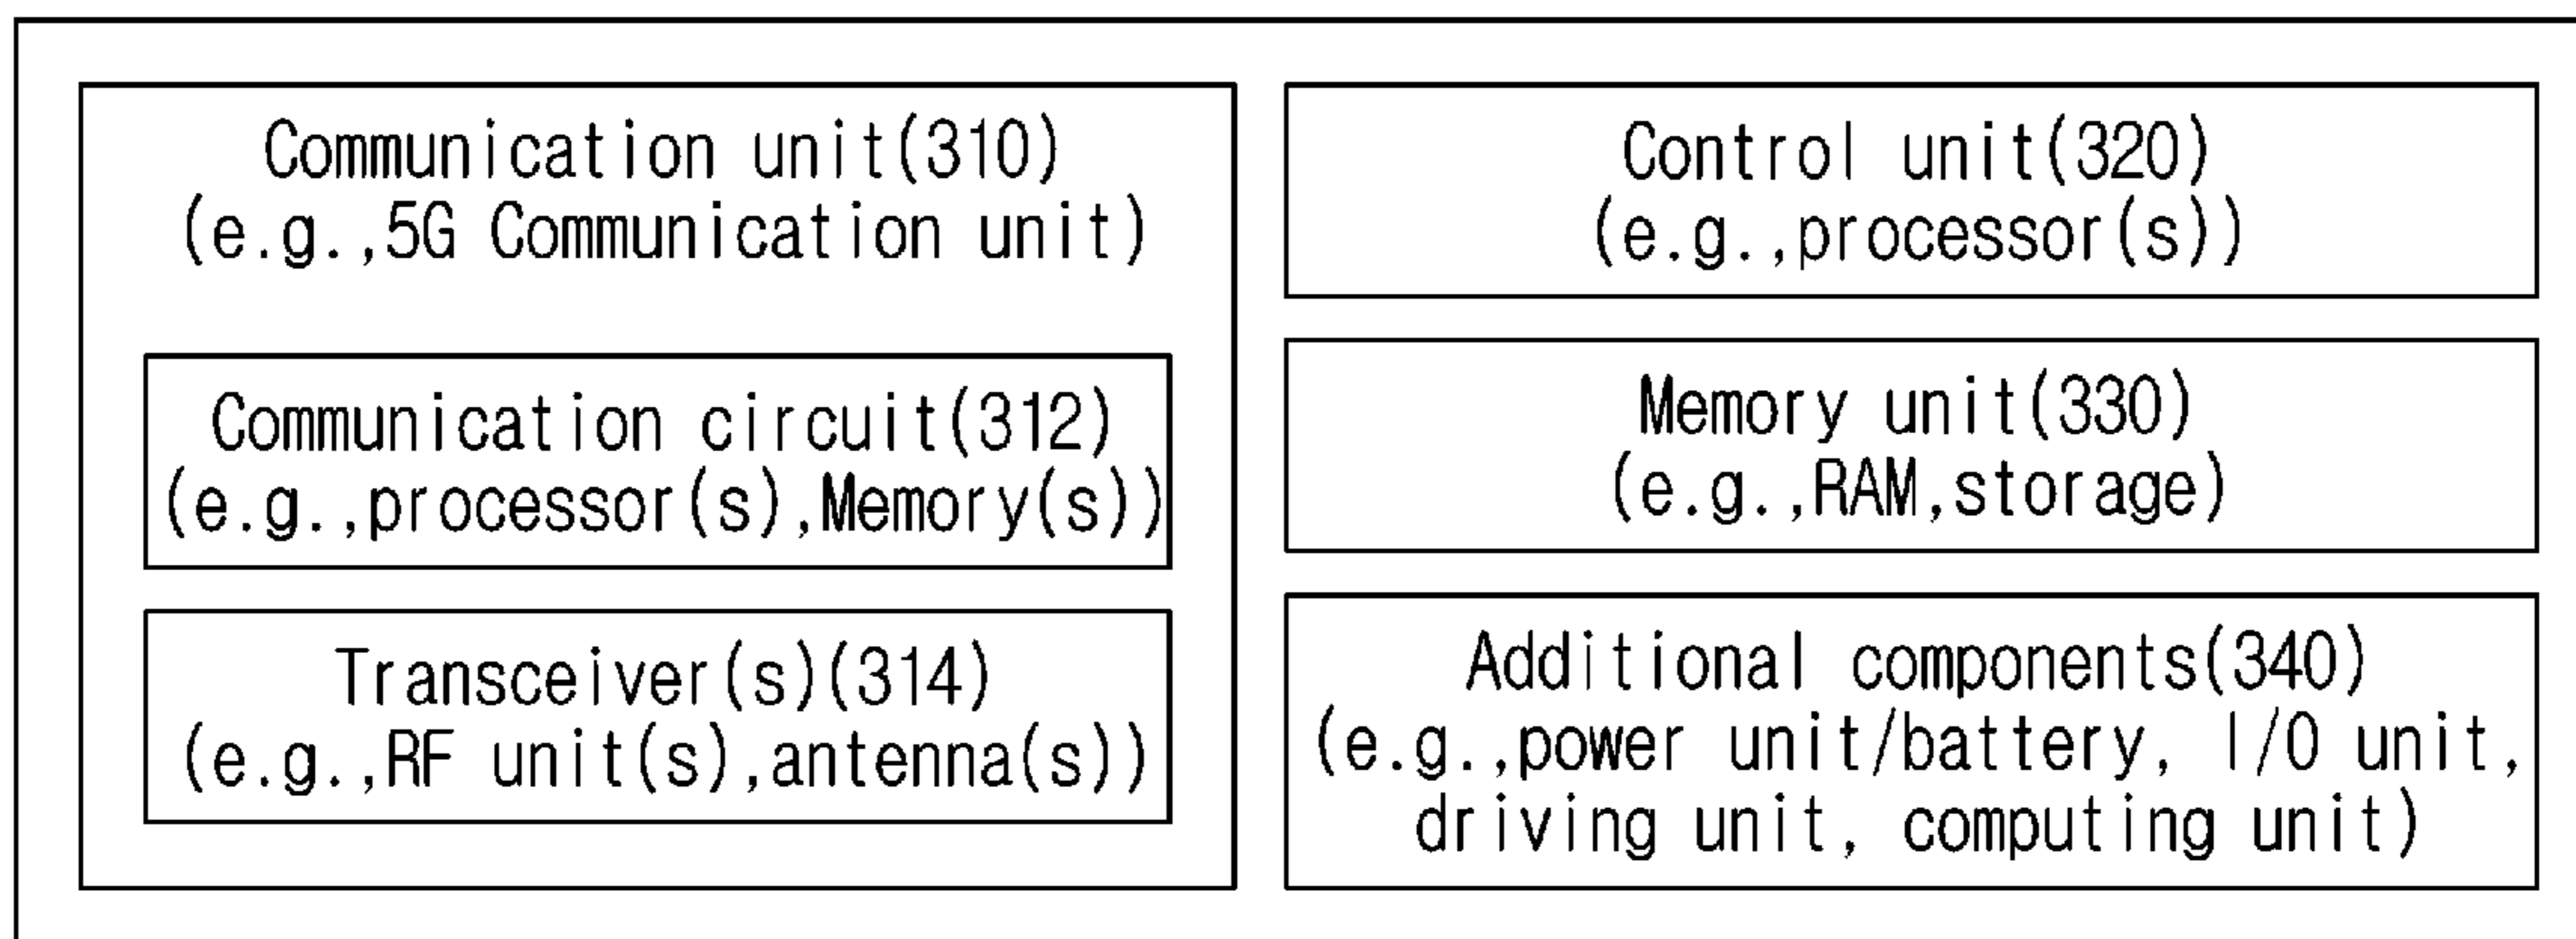 Communication unit(310)
(e.g.,5G Communication unit)
Communication circuit(312)
(e.g.,processor(s),Memory(s))
Transceiver(s)(314)
(e.g.,RF unit(s),antenna(s))
Control unit(320)
(e.g.,processor(s))
Memory unit(330)
(e.g.,RAM,storage)
Additional components(340)
(e.g.,power unit/battery, I/O unit,
driving unit, computing unit)